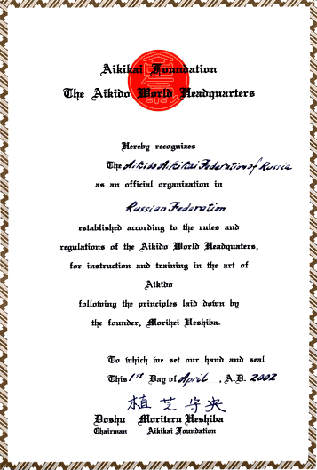 Aikikai Foundation
The Aikido World Headquarters
Hereby recognizes
The Aikido Aikikai Federation of Russia
as an official organization in
Russian Federation
established according to the rules and
regulations of the Aikido World Headquaters,
for instruction and training in the art of
Aikido
following the principles laid down by
the founder, Morihei Ueshiba.
To which we set our hand and seal
This 1st Day of April , A.D. 2002
植芝守央
Doshu Moriteru Ueshiba
Chairman Aikikai Foundation